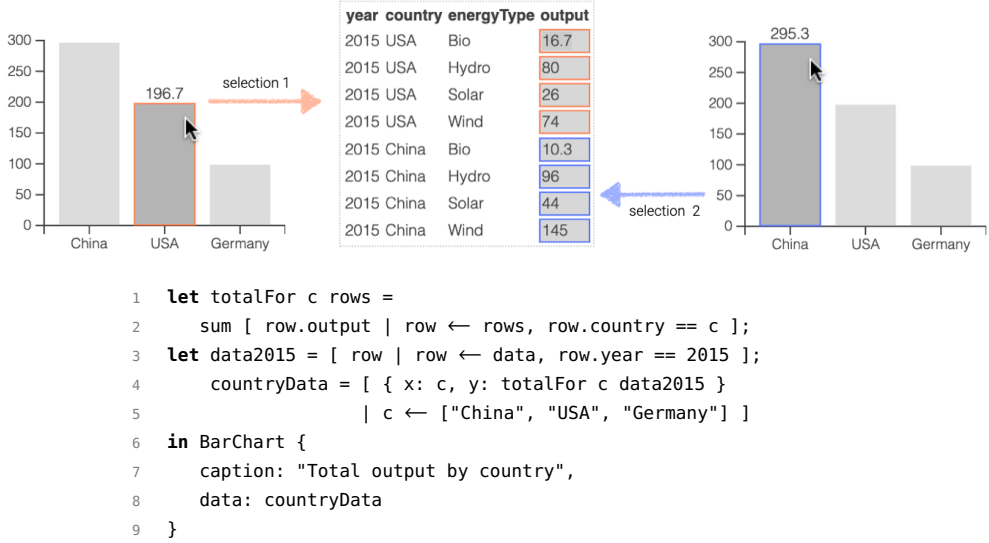 300
250
200
150
100
50
0
196.7
China USA Germany
selection 1
year country energyType output
2015 USA Bio 16.7
2015 USA Hydro 80
2015 USA Solar 26
2015 USA Wind 74
2015 China Bio 10.3
2015 China Hydro 96
2015 China Solar 44
2015 China Wind 145
selection 2
295.3
300
250
200
150
100
50
0
China USA Germany
1 let totalFor c rows =
2 sum [ row.output | row ⟵ rows, row.country == c ];
3 let data2015 = [ row | row ⟵ data, row.year == 2015 ];
4 countryData = [ { x: c, y: totalFor c data2015 }
5 | c ⟵ ["China", "USA", "Germany"] ]
6 in BarChart {
7 caption: "Total output by country",
8 data: countryData
9 }